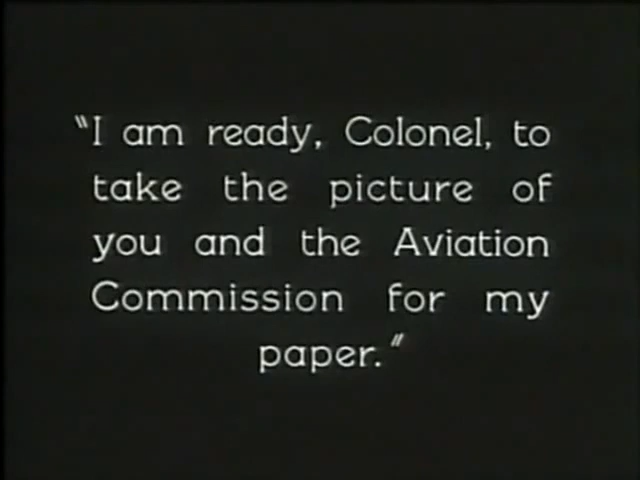 "I am ready, Colonel, to
take the picture of
you and the Aviation
Commission for my
paper."